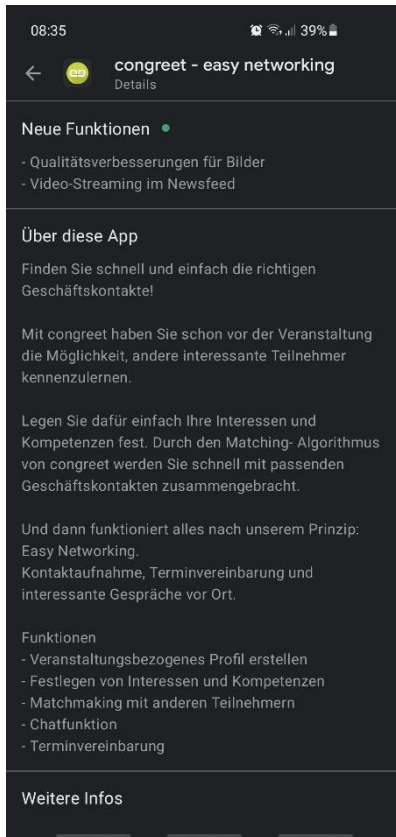 08:35 39%
congreet - easy networking
Details
Neue Funktionen
- Qualitätsverbesserungen für Bilder
- Video-Streaming im Newsfeed
Über diese App
Finden Sie schnell und einfach die richtigen
Geschäftskontakte!
Mit congreet haben Sie schon vor der Veranstaltung
die Möglichkeit, andere interessante Teilnehmer
kennenzulernen.
Legen Sie dafür einfach Ihre Interessen und
Kompetenzen fest. Durch den Matching- Algorithmus
von congreet werden Sie schnell mit passenden
Geschäftskontakten zusammengebracht.
Und dann funktioniert alles nach unserem Prinzip:
Easy Networking.
Kontaktaufnahme, Terminvereinbarung und
interessante Gespräche vor Ort.
Funktionen
- Veranstaltungsbezogenes Profil erstellen
- Festlegen von Interessen und Kompetenzen
- Matchmaking mit anderen Teilnehmern
- Chatfunktion
- Terminvereinbarung
Weitere Infos